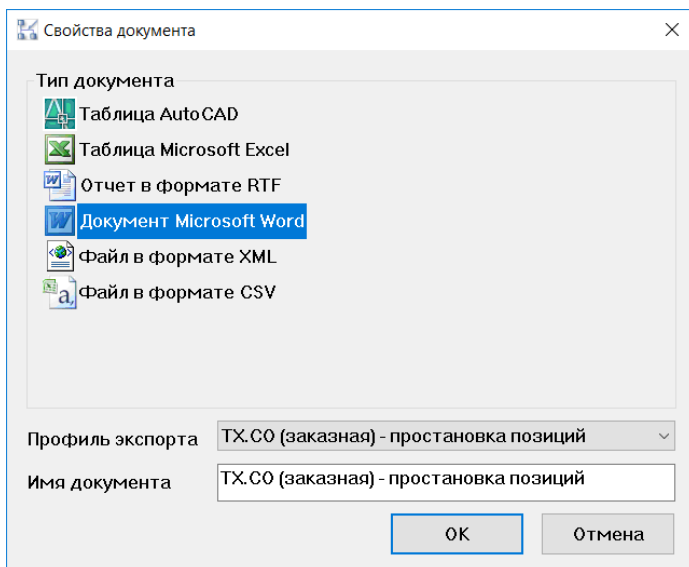 Свойства документа
Тип документа
Таблица AutoCAD
Таблица Microsoft Excel
Отчет в формате RTF
Документ Microsoft Word
Файл в формате XML
Файл в формате CSV
Профиль экспорта
ТХ.СО (заказная) - простановка позиций
Имя документа
ТХ.СО (заказная) - простановка позиций
ОК
Отмена